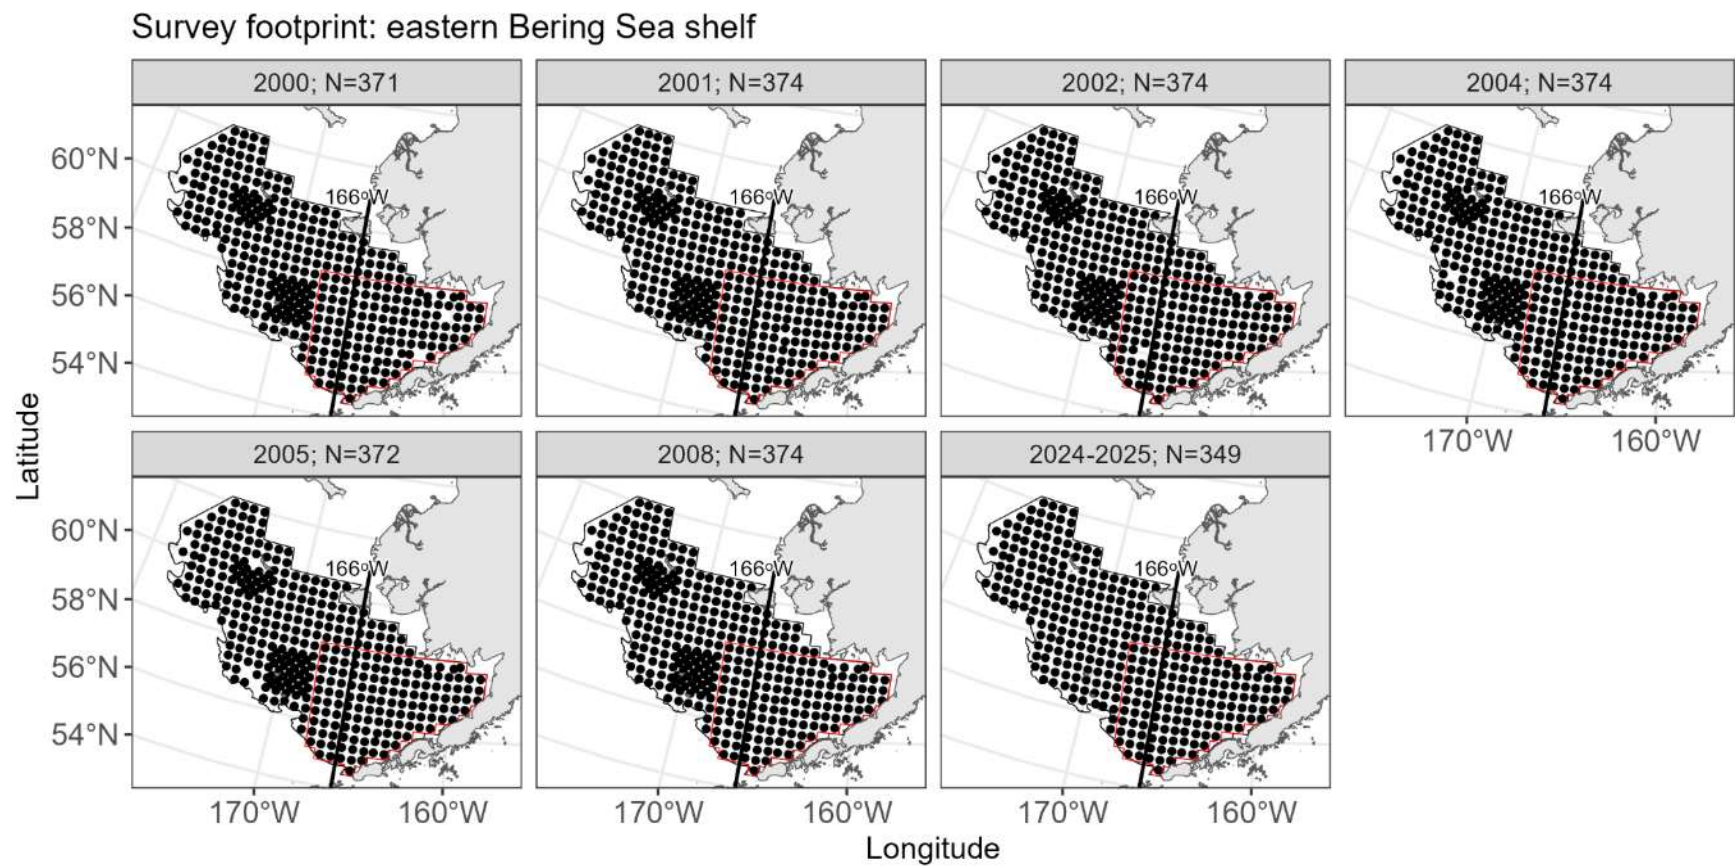 Survey footprint: eastern Bering Sea shelf
2000; N=371
2001; N=374
2002; N=374
2004; N=374
60°N
58°N
56°N
54°N
166°W
166°W
166°W
166°W
170°W
160°W
Latitude
2005; N=372
2008; N=374
2024-2025; N=349
60°N
58°N
56°N
54°N
166°W
166°W
166°W
170°W
160°W
170°W
160°W
170°W
160°W
Longitude